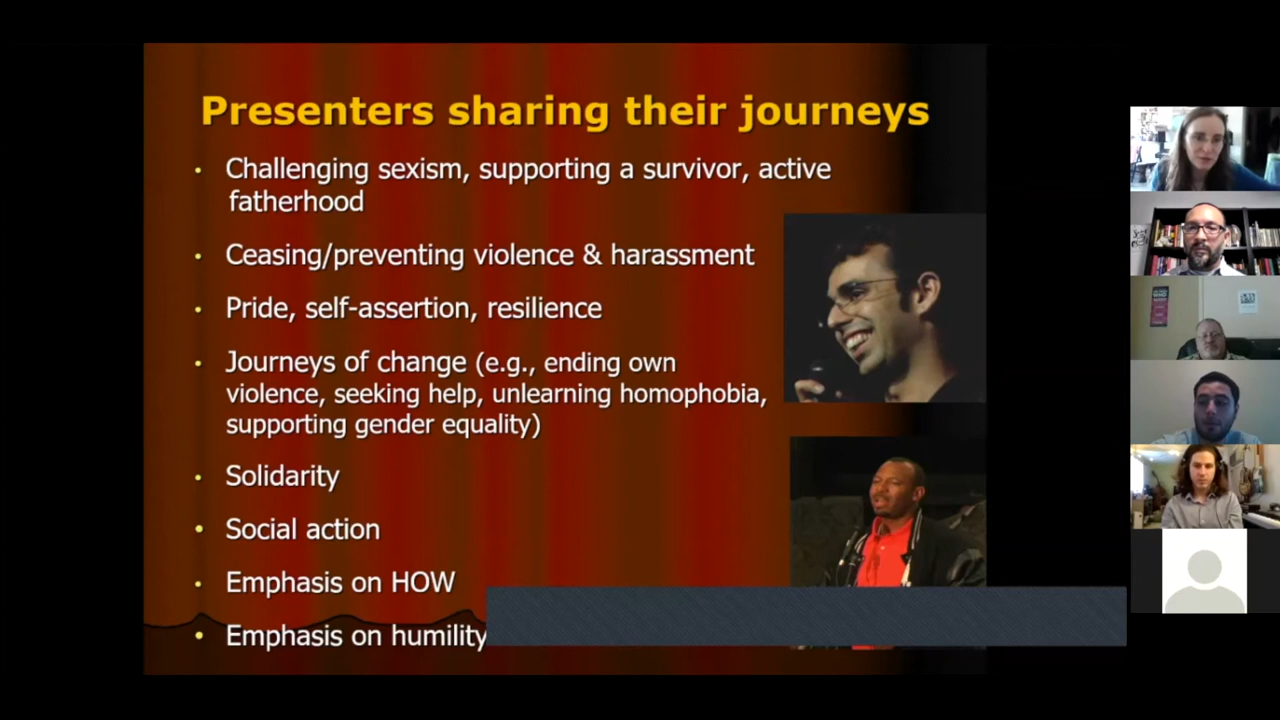 Presenters sharing their journeys
• Challenging sexism, supporting a survivor, active
fatherhood
• Ceasing/preventing violence & harassment
• Pride, self-assertion, resilience
• Journeys of change (e.g., ending own
violence, seeking help, unlearning homophobia,
supporting gender equality)
• Solidarity
• Social action
• Emphasis on HOW
• Emphasis on humility